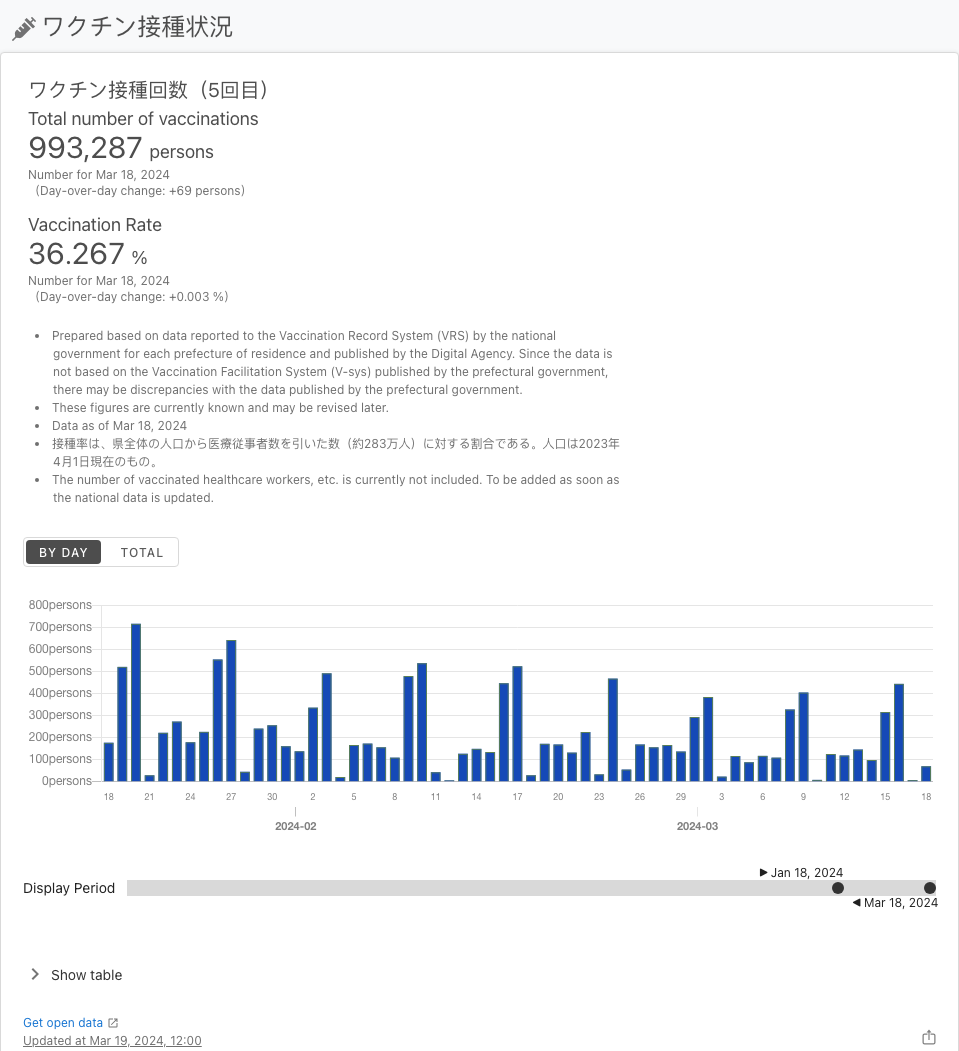 ワクチン接種状況
ワクチン接種回数（5回目）
Total number of vaccinations
993,287 persons
Number for Mar 18, 2024
（Day-over-day change: +69 persons）
Vaccination Rate
36.267 %
Number for Mar 18, 2024
（Day-over-day change: +0.003 %）
• Prepared based on data reported to the Vaccination Record System (VRS) by the national
government for each prefecture of residence and published by the Digital Agency. Since the data is
not based on the Vaccination Facilitation System (V-sys) published by the prefectural government,
there may be discrepancies with the data published by the prefectural government.
• These figures are currently known and may be revised later.
• Data as of Mar 18, 2024
• 接種率は、県全体の人口から医療従事者数を引いた数（約283万人）に対する割合である。人口は2023年
4月1日現在のもの。
• The number of vaccinated healthcare workers, etc. is currently not included. To be added as soon as
the national data is updated.
BY DAY TOTAL
800persons
700persons
600persons
500persons
400persons
300persons
200persons
100persons
0persons
18 21 24 27 30 2 5 8 11 14 17 20 23 26 29 3 6 9 12 15 18
2024-02 2024-03
Jan 18, 2024
Display Period
Mar 18, 2024
Show table
Get open data
Updated at Mar 19, 2024, 12:00